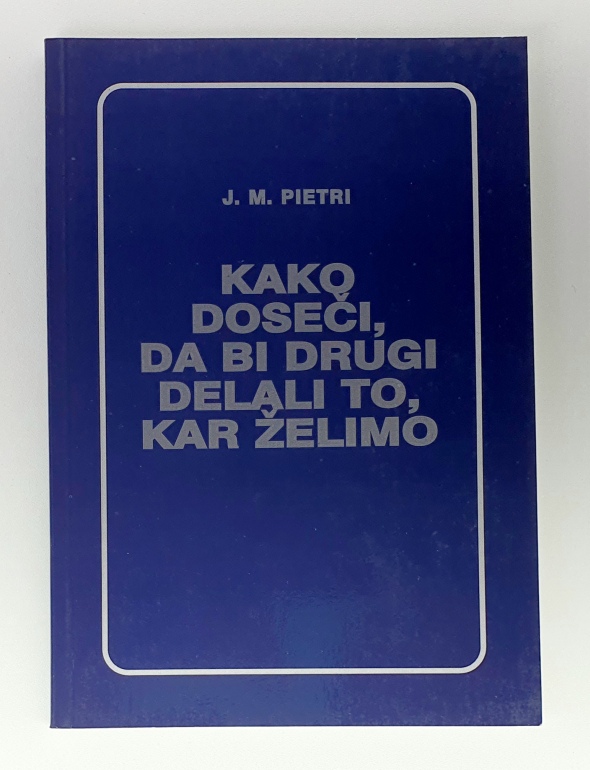 J. M. PIETRI
KAKO
DOSEČI,
DA BI DRUGI
DELALI TO,
KAR ŽELIMO